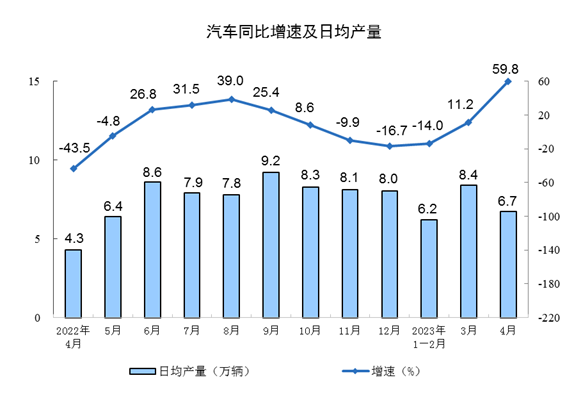 汽车同比增速及日均产量
15 10 5 0
60 20 -20 -60 -100 -140 -180 -220
-43.5 -4.8 26.8 31.5 39.0 25.4 8.6 -9.9 -16.7 -14.0 11.2 59.8
4.3 6.4 8.6 7.9 7.8 9.2 8.3 8.1 8.0 6.2 8.4 6.7
2022年 5月 6月 7月 8月 9月 10月 11月 12月 2023年 3月 4月
4月 1—2月
日均产量（万辆） 增速（%）